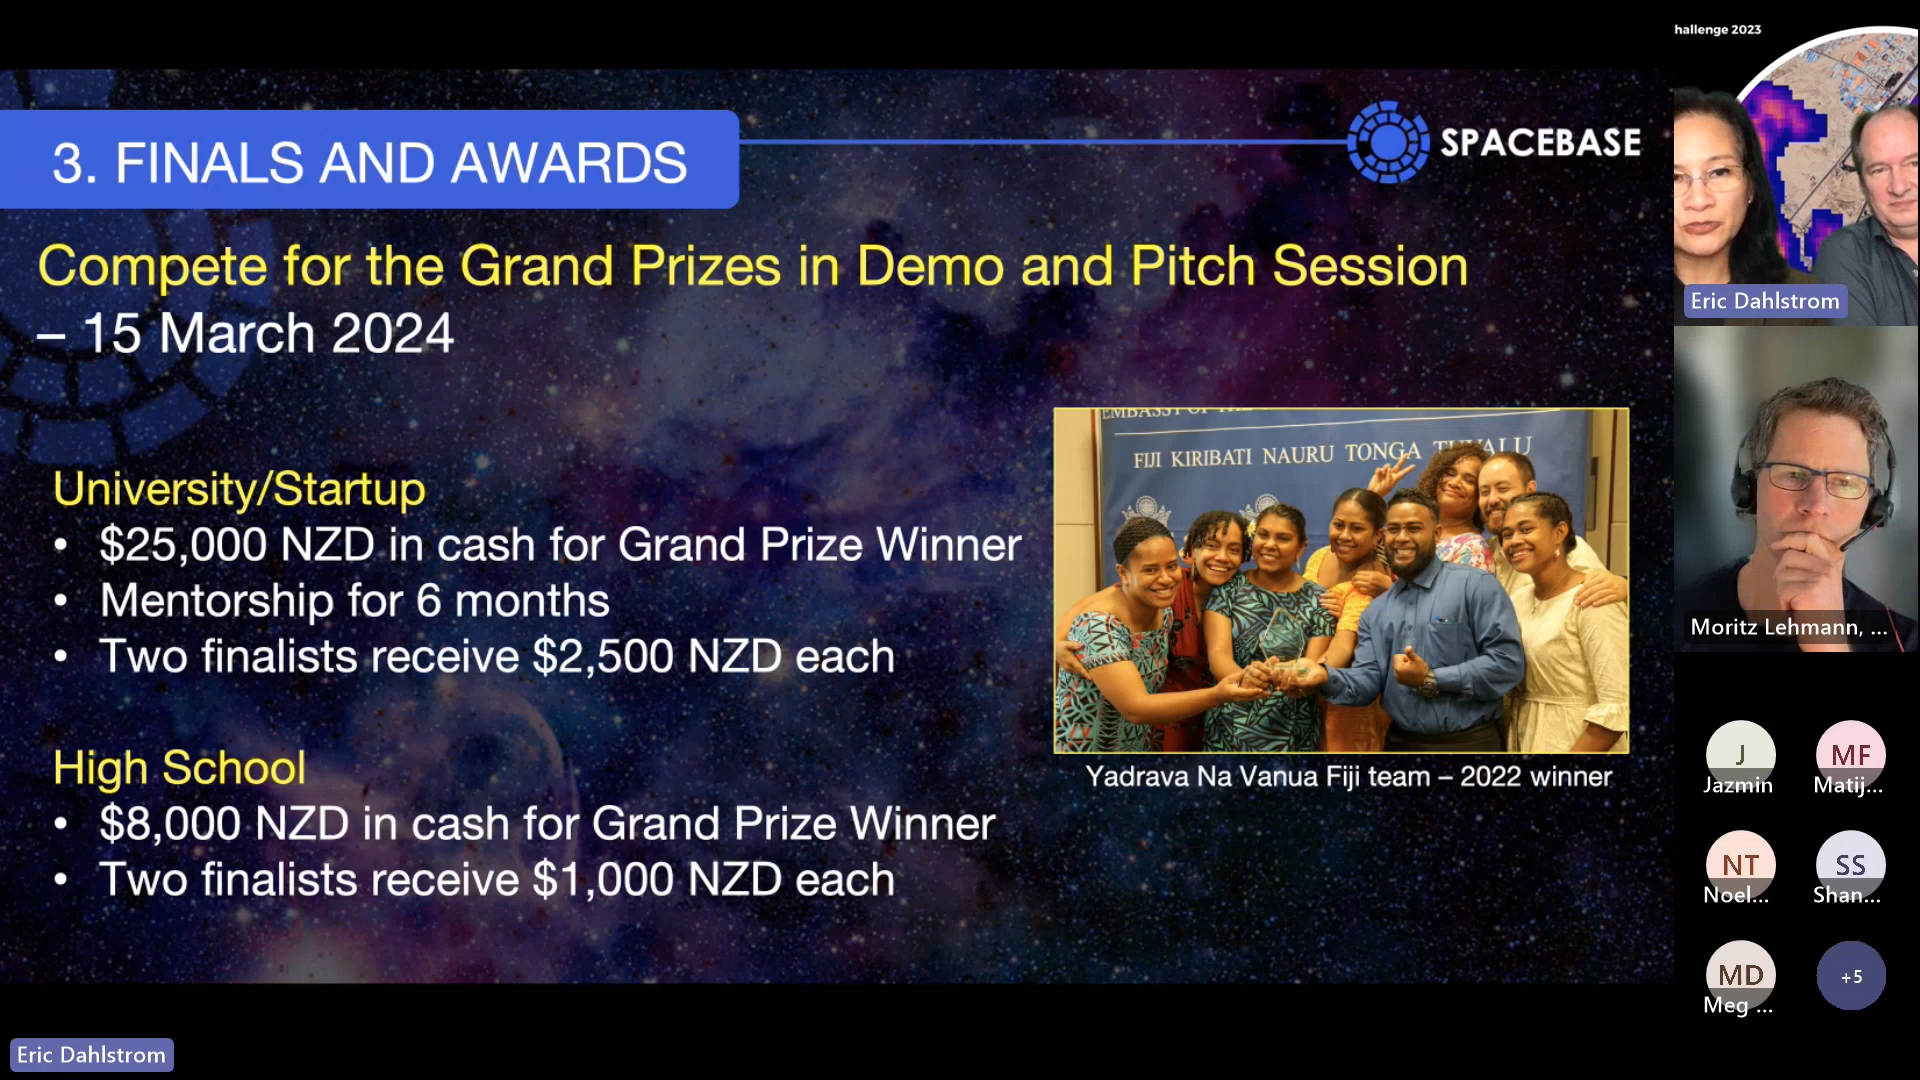 hallenge 2023
3. FINALS AND AWARDS
SPACEBASE
Compete for the Grand Prizes in Demo and Pitch Session
– 15 March 2024
University/Startup
• $25,000 NZD in cash for Grand Prize Winner
• Mentorship for 6 months
• Two finalists receive $2,500 NZD each
High School
• $8,000 NZD in cash for Grand Prize Winner
• Two finalists receive $1,000 NZD each
EMBASSY OF THE
FIJI KIRIBATI NAURU TONGA TUVALU
Yadrava Na Vanua Fiji team – 2022 winner
Eric Dahlstrom
Moritz Lehmann, ...
J
Jazmin
MF
Matij...
NT
Noel...
SS
Shan...
MD
Meg ...
+5
Eric Dahlstrom